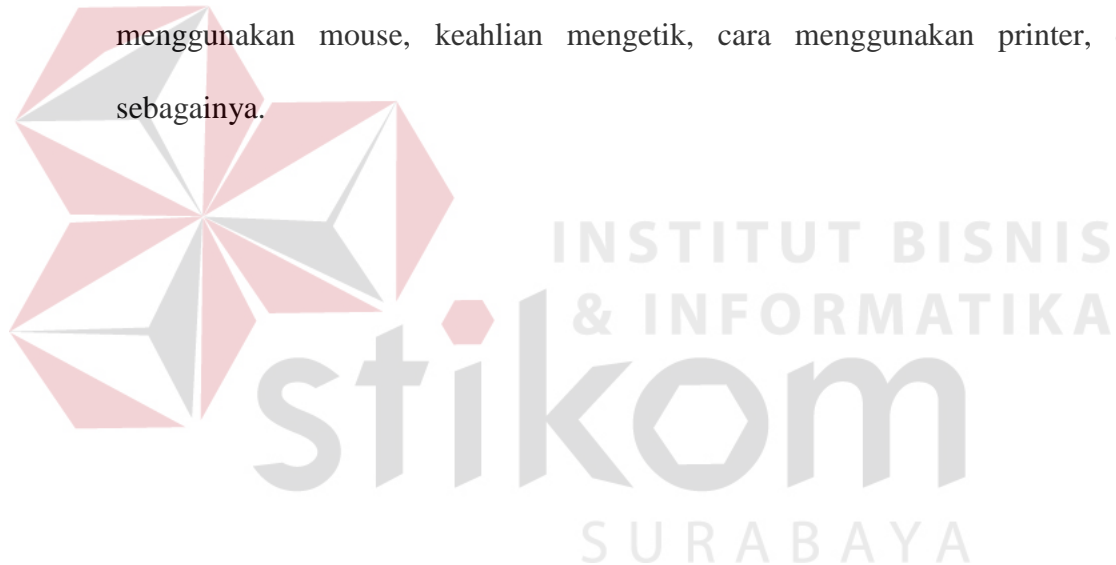 menggunakan mouse, keahlian mengetik, cara menggunakan printer,
sebagainya.
INSTITUT BISNIS
& INFORMATIKA
stikom
SURABAYA